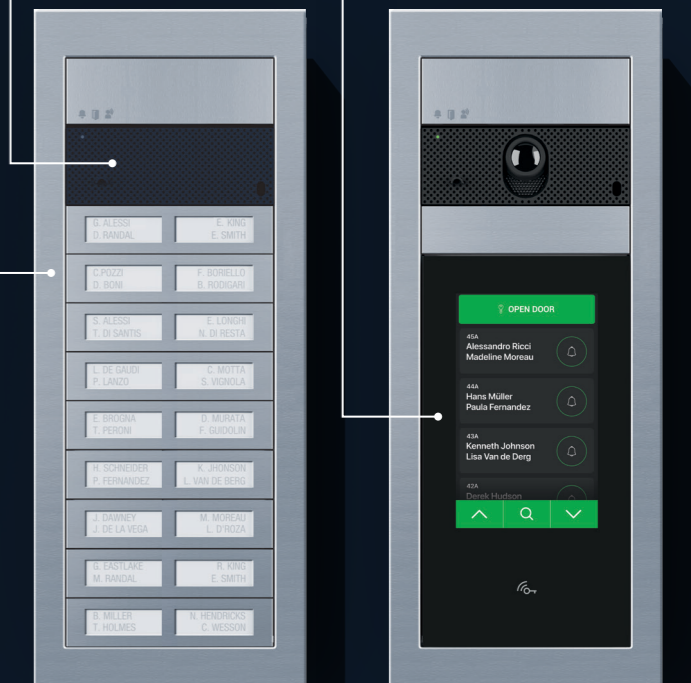 G. ALESSI
D. RANDAL
E. KING
E. SMITH
C.POZZI
D. BONI
F. BORIELLO
B. RODIGARI
S. ALESSI
T. DI SANTIS
E. LONGHI
N. DI RESTA
L. DE GAUDI
P. LANZO
C. MOTTA
S. VIGNOLA
E. BROGNA
T. PERONI
D. MURATA
F. GUIDOLIN
H. SCHNEIDER
P. FERNANDEZ
K. JHONSON
L. VAN DE BERG
J. DAWNEY
J. DE LA VEGA
M. MOREAU
L. D'ROZA
G. EASTLAKE
M. RANDAL
R. KING
E. SMITH
B. MILLER
T. HOLMES
N. HENDRICKS
C. WESSON
OPEN DOOR
45A
Alessandro Ricci
Madeline Moreau
44A
Hans Müller
Paula Fernandez
43A
Kenneth Johnson
Lisa Van de Derg
42A
Derek Hudson